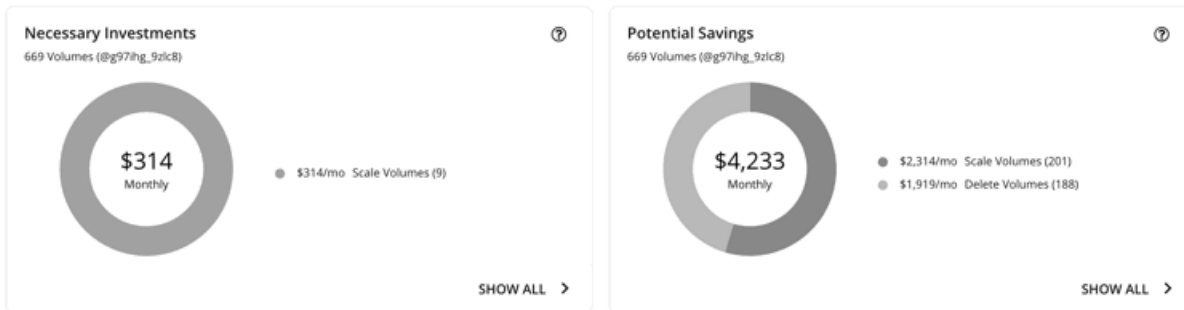 Necessary Investments
669 Volumes (@g97ihg_9zlc8)
$314
Monthly
$314/mo Scale Volumes (9)
SHOW ALL
Potential Savings
669 Volumes (@g97ihg_9zlc8)
$4,233
Monthly
$2,314/mo Scale Volumes (201)
$1,919/mo Delete Volumes (188)
SHOW ALL